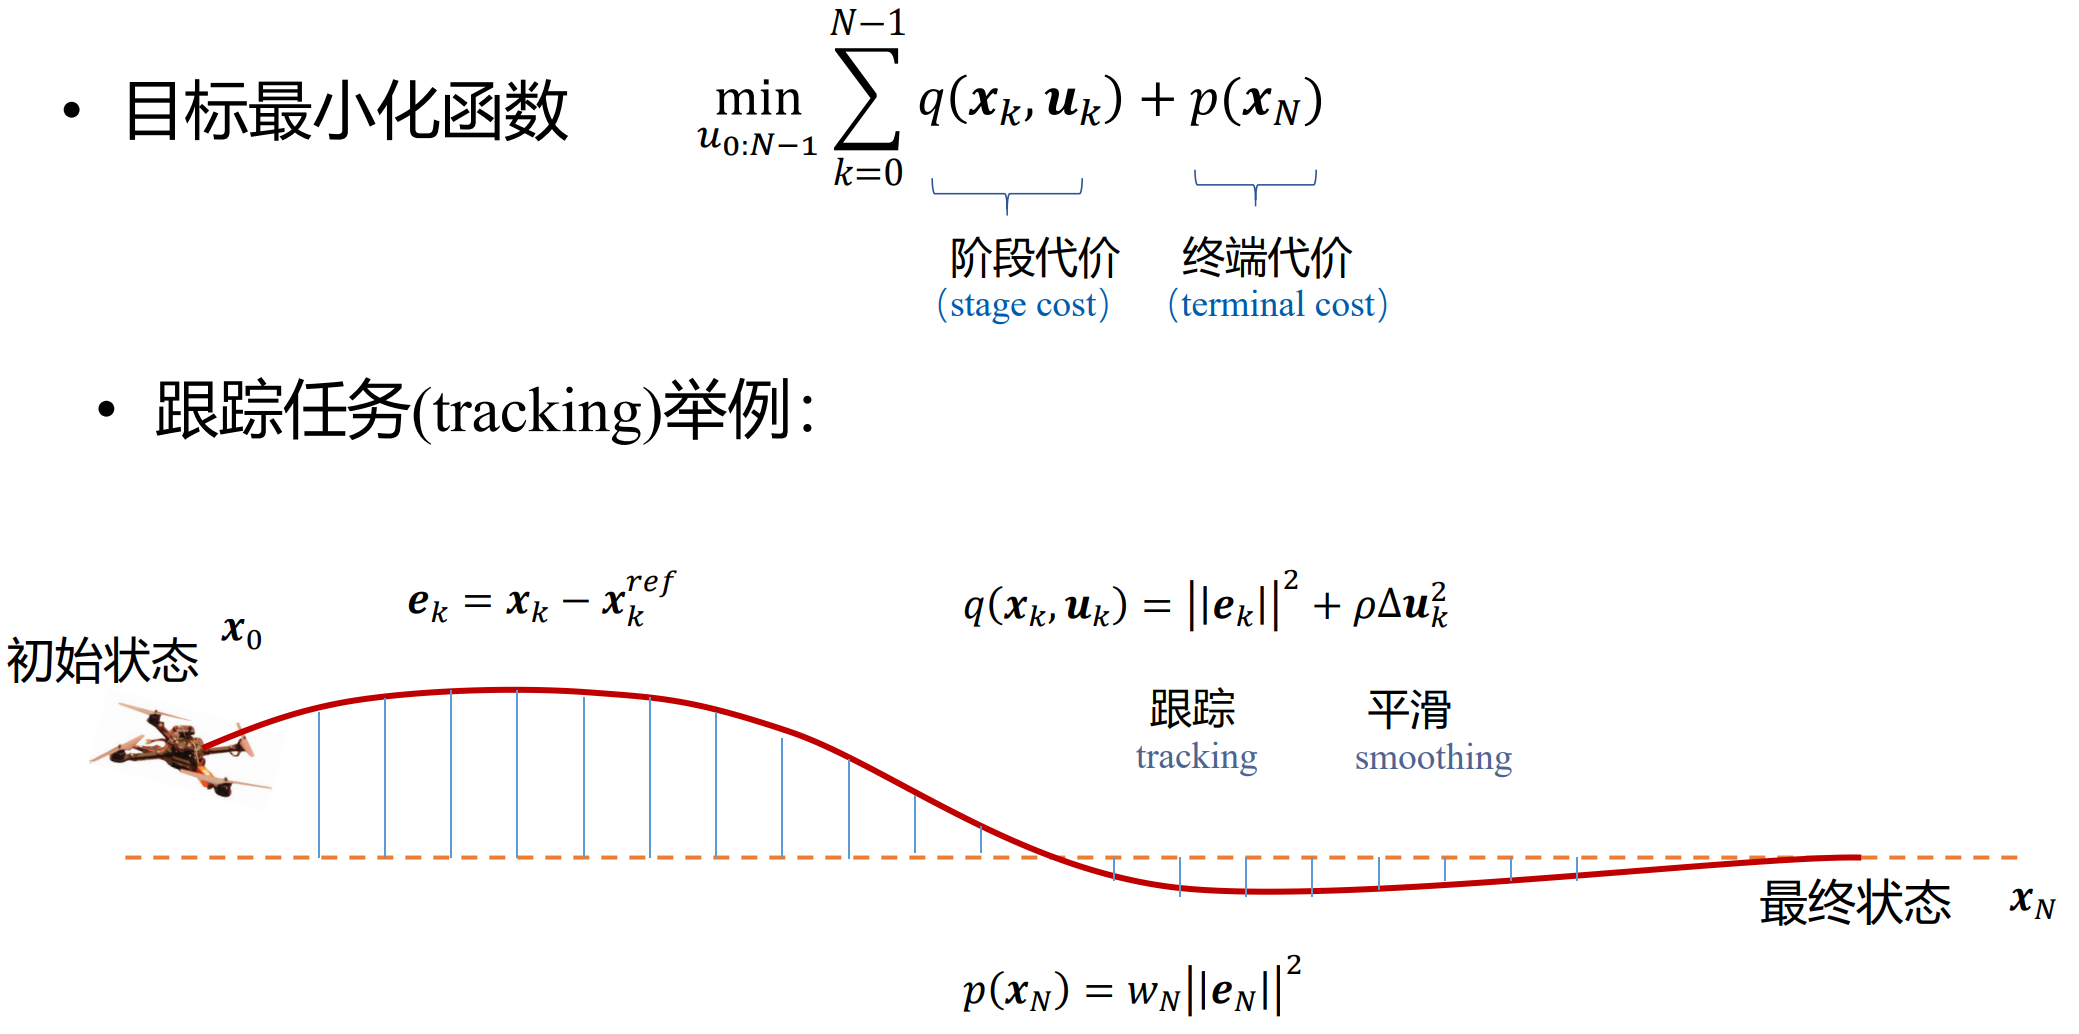 • 目标最小化函数
$\min_{u_{0:N-1}} \sum_{k=0}^{N-1} q(\boldsymbol{x}_k, \boldsymbol{u}_k) + p(\boldsymbol{x}_N)$
阶段代价 终端代价
(stage cost) (terminal cost)
• 跟踪任务(tracking)举例：
$\boldsymbol{e}_k = \boldsymbol{x}_k - \boldsymbol{x}_k^{ref}$
$q(\boldsymbol{x}_k, \boldsymbol{u}_k) = ||\boldsymbol{e}_k||^2 + \rho\Delta\boldsymbol{u}_k^2$
初始状态 $\boldsymbol{x}_0$
跟踪 平滑
tracking smoothing
最终状态 $\boldsymbol{x}_N$
$p(\boldsymbol{x}_N) = w_N||\boldsymbol{e}_N||^2$